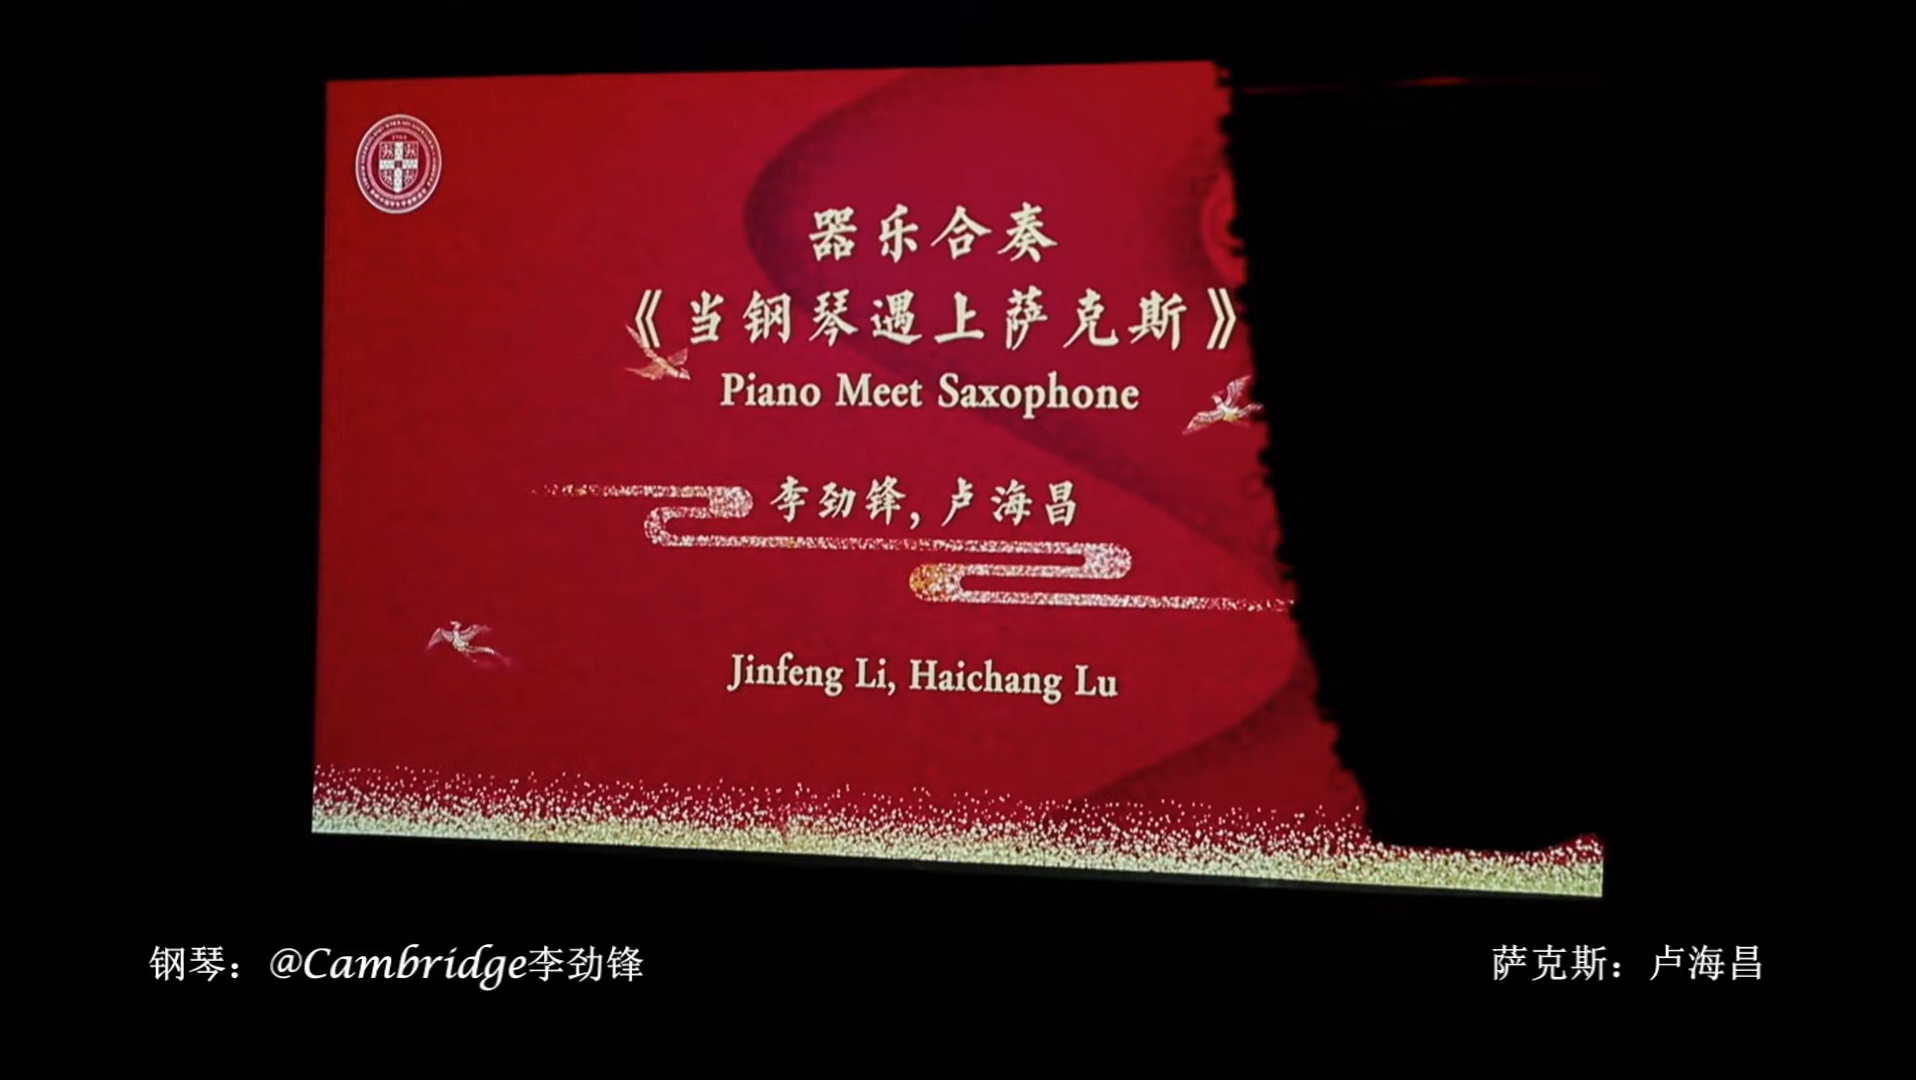 器乐合奏
《当钢琴遇上萨克斯》
Piano Meet Saxophone
李劲锋，卢海昌
Jinfeng Li, Haichang Lu
钢琴：@Cambridge李劲锋
萨克斯：卢海昌